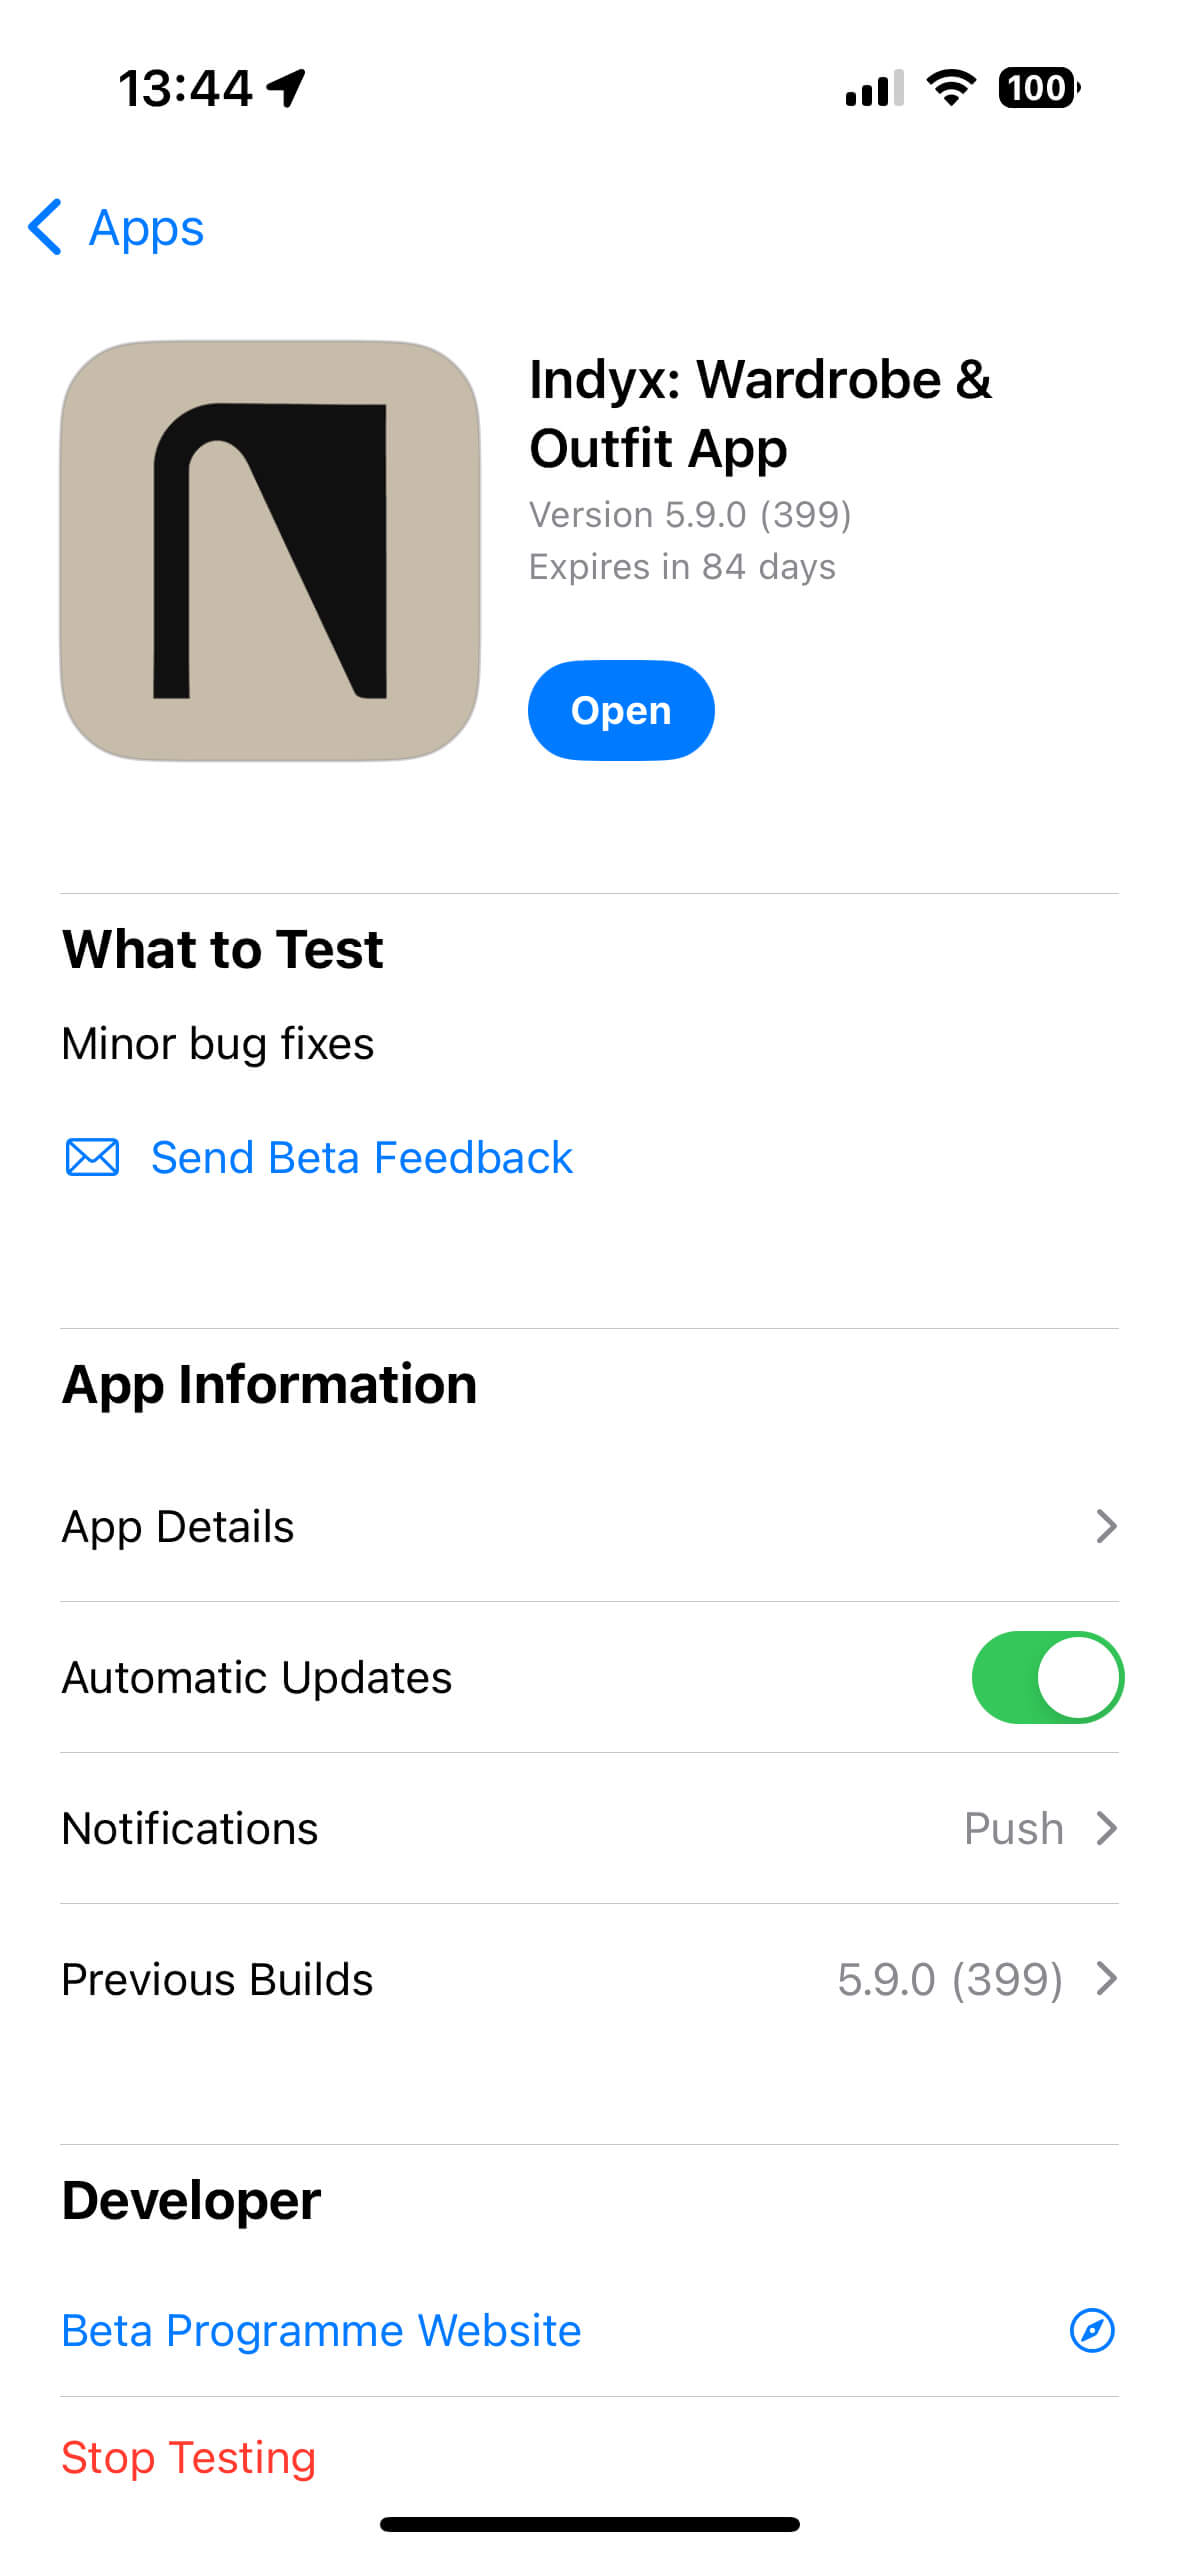 13:44
100
Apps
Indyx: Wardrobe &
Outfit App
Version 5.9.0 (399)
Expires in 84 days
Open
What to Test
Minor bug fixes
Send Beta Feedback
App Information
App Details
Automatic Updates
Notifications Push
Previous Builds 5.9.0 (399)
Developer
Beta Programme Website
Stop Testing